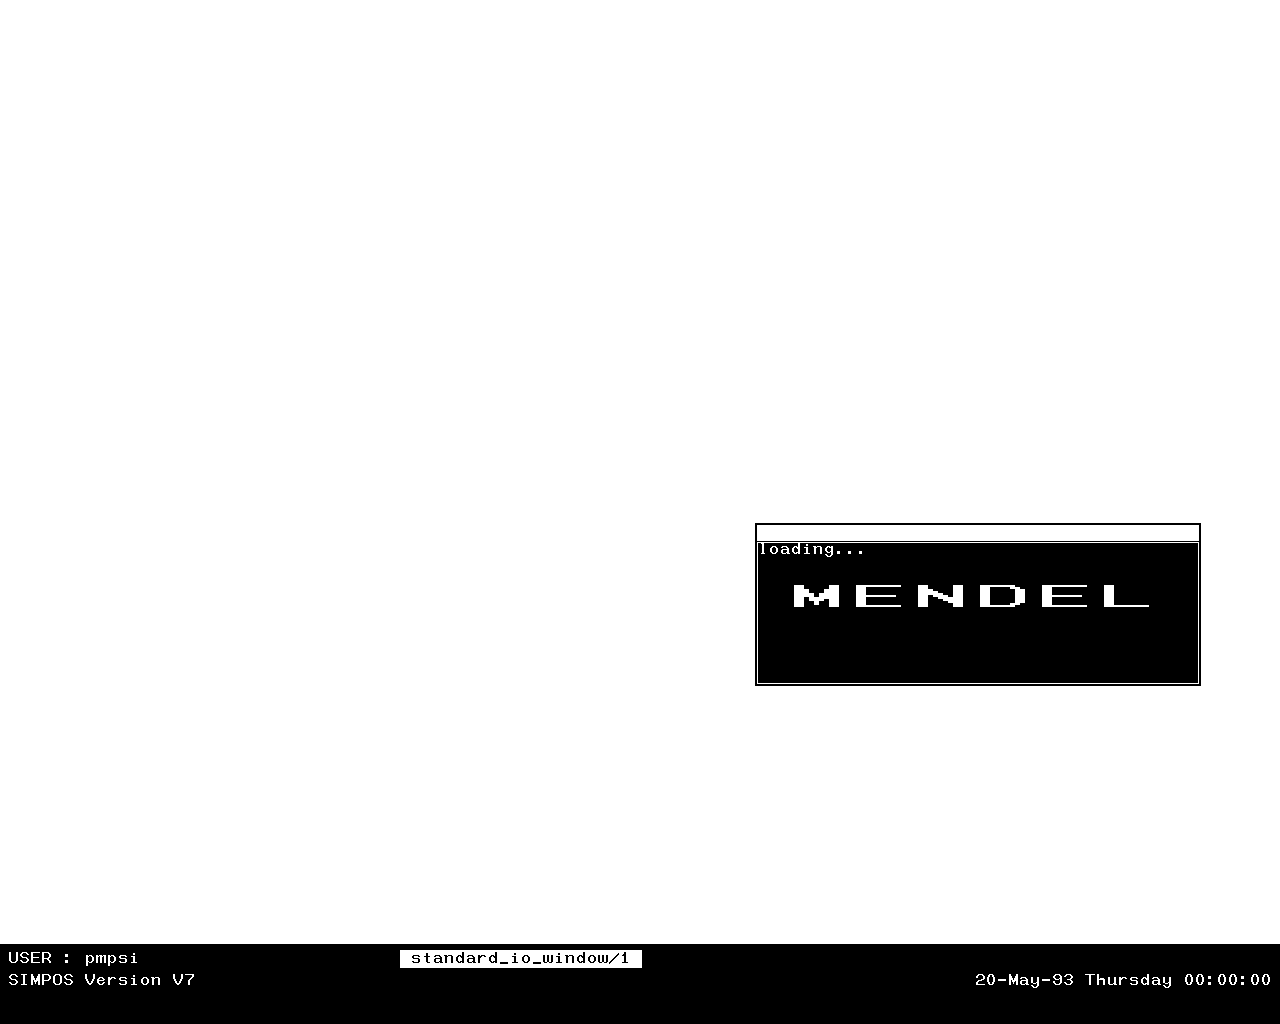 loading...
MENDEL
USER : pmpsi
standard_io_window/1
SIMPOS Version V7
20-May-93 Thursday 00:00:00